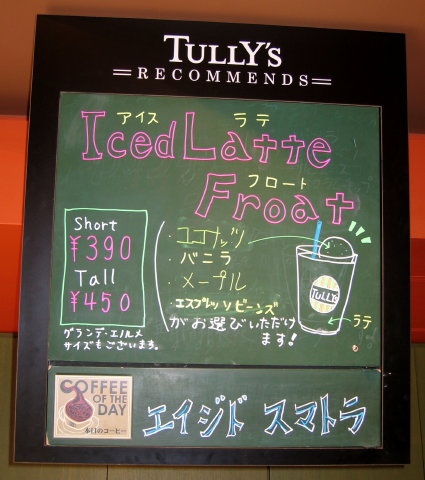 TULLY'S
RECOMMENDS
アイス ラテ
Iced Latte
フロート
Froat
Short
¥390
Tall
¥450
グランデ・エノルメ
サイズもございます。
・ココナッツ
・バニラ
・メープル
・エスプレッソビーンズ
がお選びいただけ
ます!
TULLY'S
ラテ
COFFEE
OF THE
DAY
本日のコーヒー
エイジド スマトラ